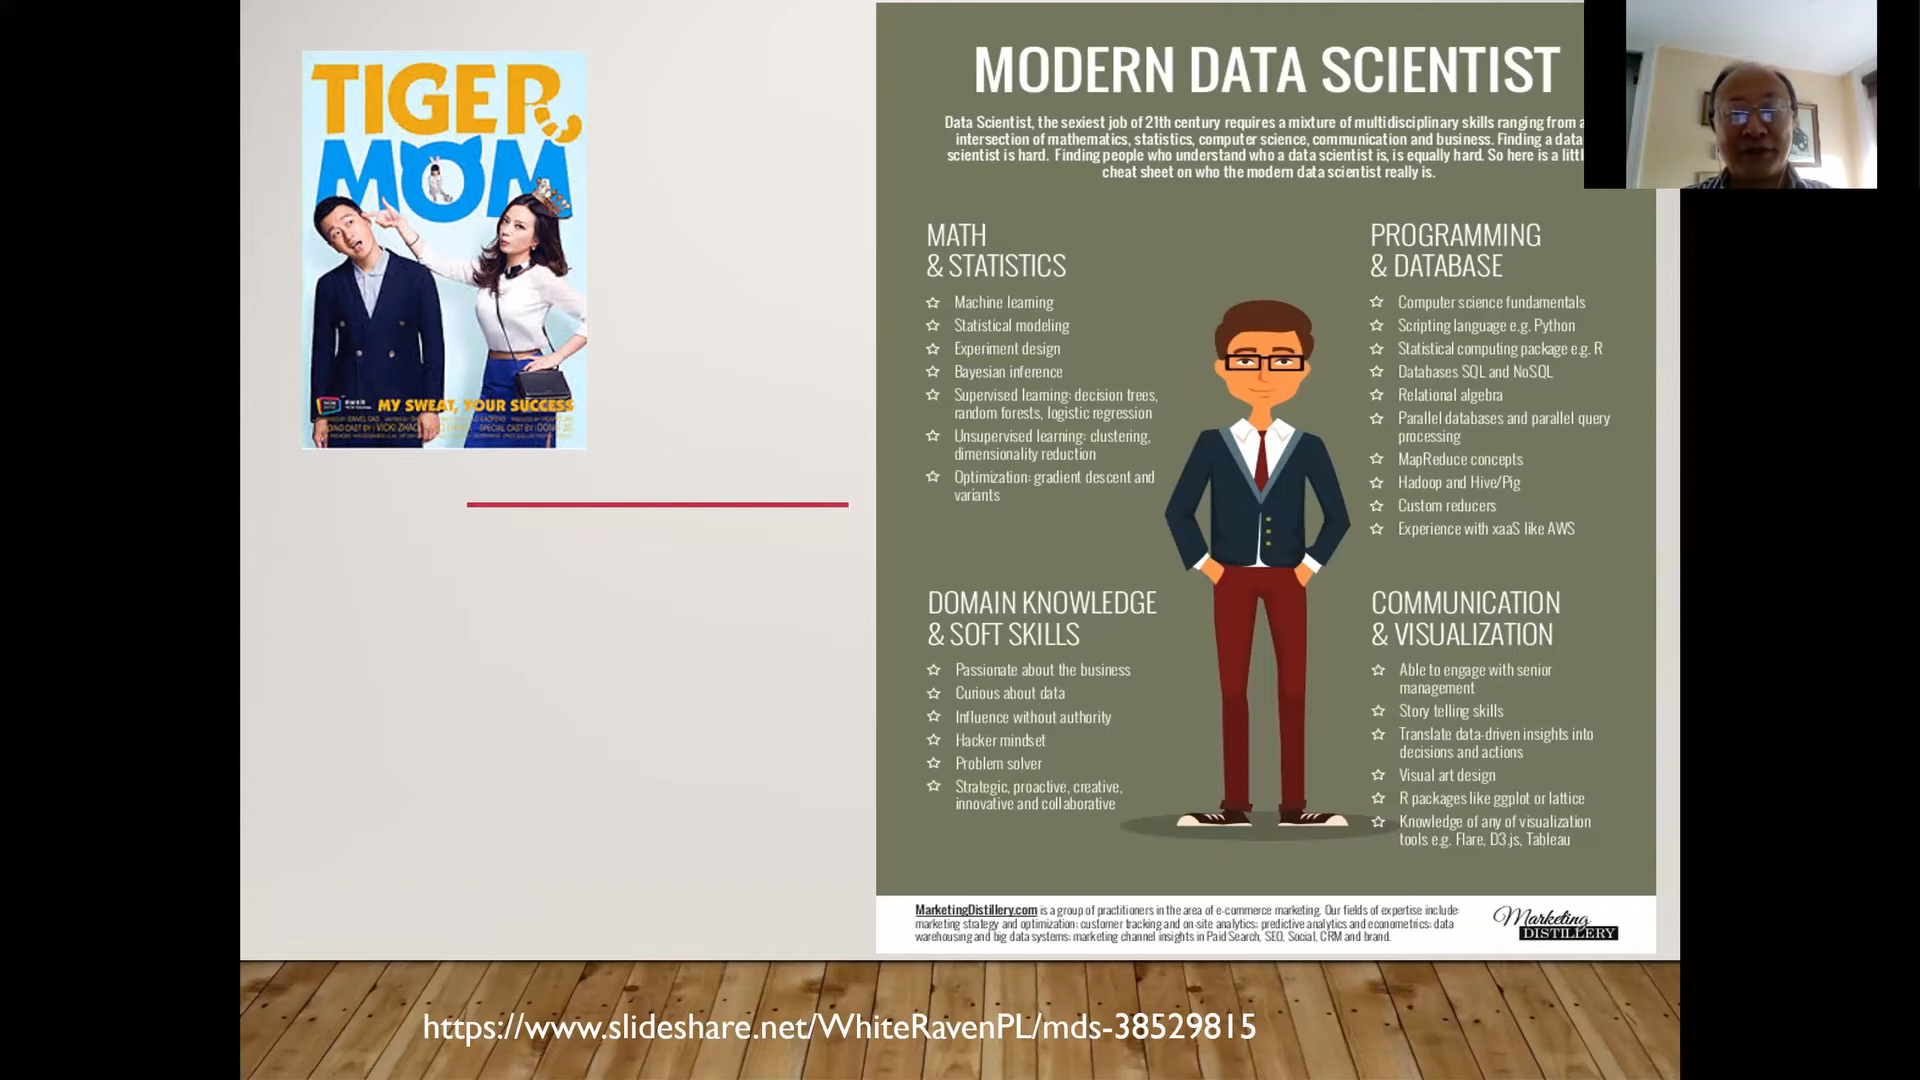 TIGER
MOM
MY SWEAT, YOUR SUCCESS
MODERN DATA SCIENTIST
Data Scientist, the sexiest job of 21th century requires a mixture of multidisciplinary skills ranging from a
intersection of mathematics, statistics, computer science, communication and business. Finding a data
scientist is hard. Finding people who understand who a data scientist is, is equally hard. So here is a
cheat sheet on who the modern data scientist really is.
MATH
& STATISTICS
Machine learning
Statistical modeling
Experiment design
Bayesian inference
Supervised learning: decision trees,
random forests, logistic regression
Unsupervised learning: clustering,
dimensionality reduction
Optimization: gradient descent and
variants
PROGRAMMING
& DATABASE
Computer science fundamentals
Scripting language e.g. Python
Statistical computing package e.g. R
Databases SQL and NoSQL
Relational algebra
Parallel databases and parallel query
processing
MapReduce concepts
Hadoop and Hive/Pig
Custom reducers
Experience with xaaS like AWS
DOMAIN KNOWLEDGE
& SOFT SKILLS
Passionate about the business
Curious about data
Influence without authority
Hacker mindset
Problem solver
Strategic, proactive, creative,
innovative and collaborative
COMMUNICATION
& VISUALIZATION
Able to engage with senior
management
Story telling skills
Translate data-driven insights into
decisions and actions
Visual art design
R packages like ggplot or lattice
Knowledge of any of visualization
tools e.g. Flare, D3.js, Tableau
MarketingDistillery.com is a group of practitioners in the area of e-commerce marketing. Our fields of expertise include:
marketing strategy and optimization: customer tracking and on-site analytics: predictive analytics and econometrics: data
warehousing and big data systems: marketing channel insights in Paid Search, SEO, Social, CRM and brand.
Marketing
DISTILLERY
https://www.slideshare.net/WhiteRavenPL/mds-38529815